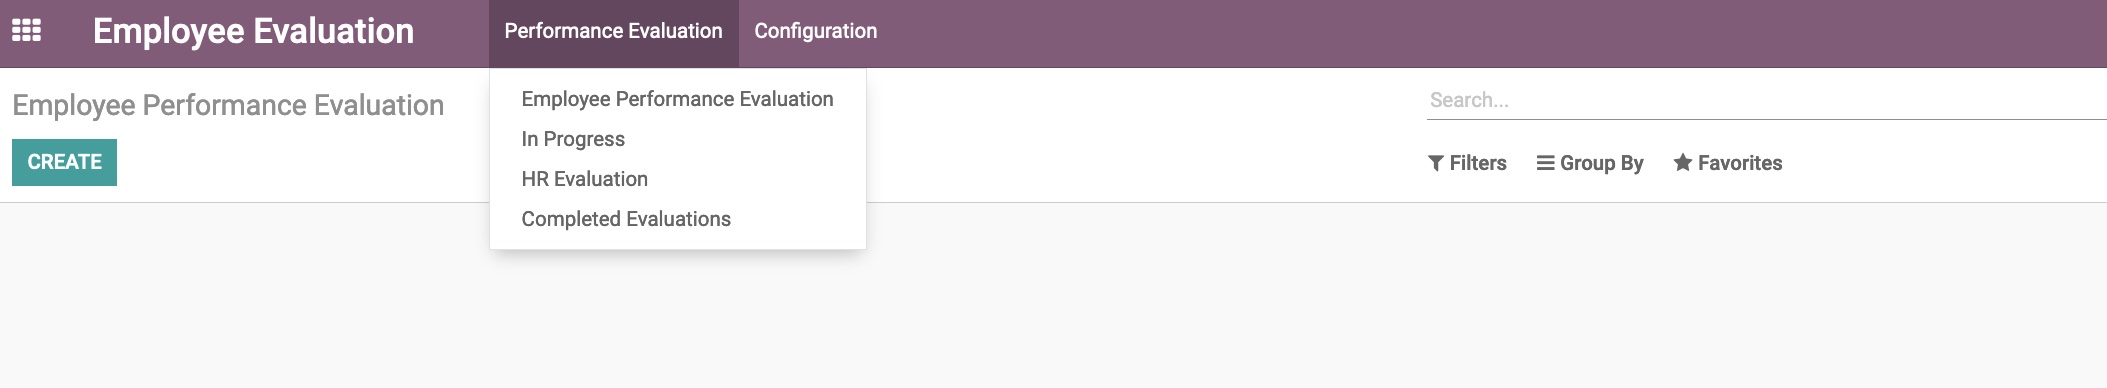 Employee Evaluation
Performance Evaluation
Configuration
Employee Performance Evaluation
CREATE
Employee Performance Evaluation
In Progress
HR Evaluation
Completed Evaluations
Search...
Filters
Group By
Favorites